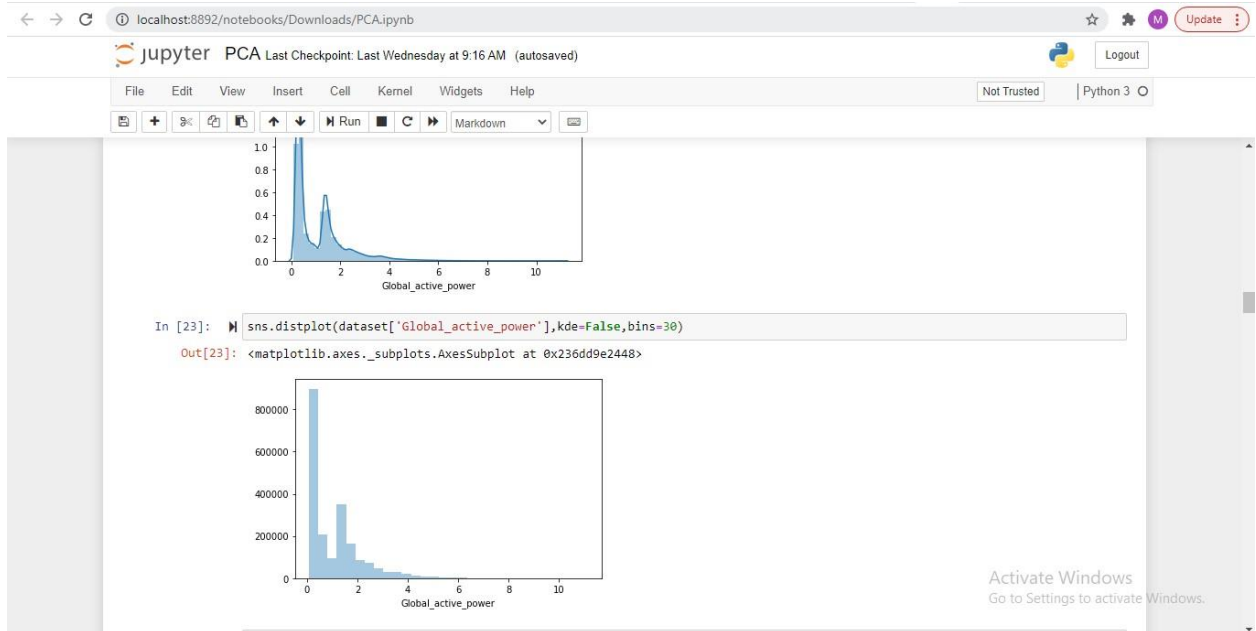 localhost:8892/notebooks/Downloads/PCA.ipynb
M
Update
jupyter PCA Last Checkpoint: Last Wednesday at 9:16 AM (autosaved)
Logout
File Edit View Insert Cell Kernel Widgets Help
Not Trusted
Python 3
Run
Markdown
1.0
0.8
0.6
0.4
0.2
0.0
0 2 4 6 8 10
Global_active_power
In [23]: sns.distplot(dataset['Global_active_power'],kde=False,bins=30)
Out[23]: <matplotlib.axes._subplots.AxesSubplot at 0x236dd9e2448>
800000
600000
400000
200000
0
0 2 4 6 8 10
Global_active_power
Activate Windows
Go to Settings to activate Windows.